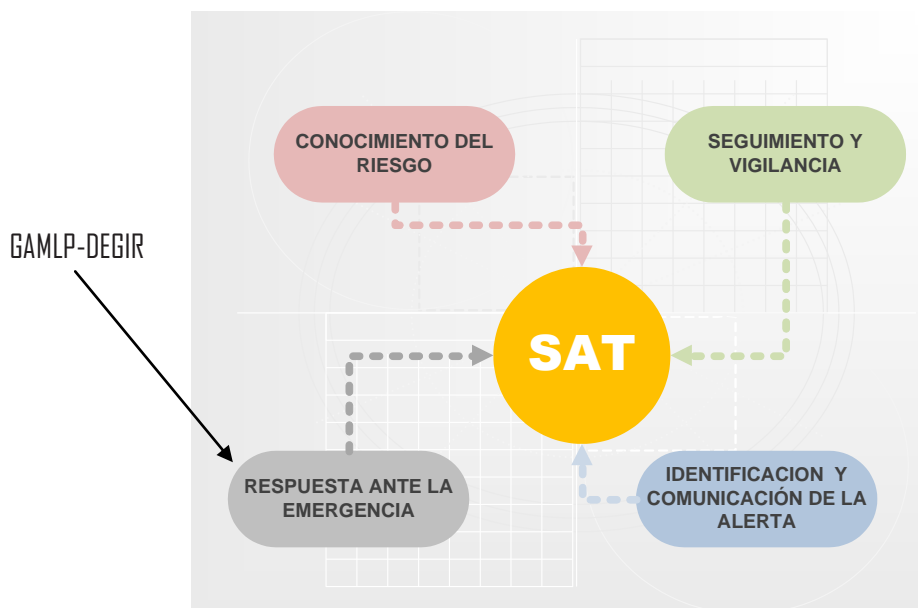 CONOCIMIENTO DEL
RIESGO
SEGUIMIENTO Y
VIGILANCIA
GAMLP-DEGIR
SAT
RESPUESTA ANTE LA
EMERGENCIA
IDENTIFICACION Y
COMUNICACIÓN DE LA
ALERTA